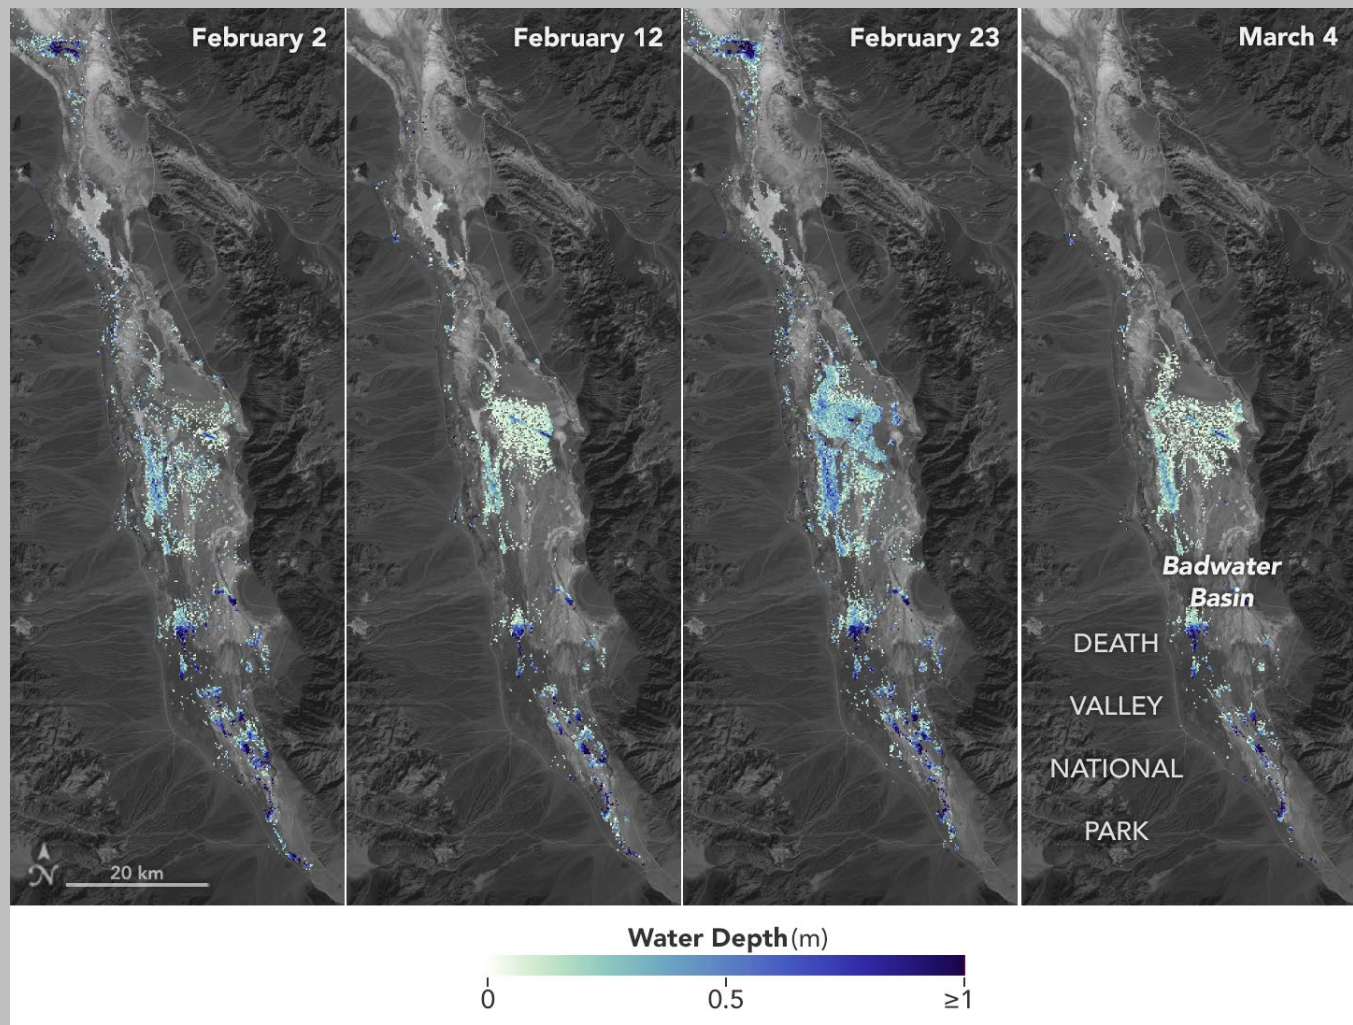 February 2
February 12
February 23
March 4
Badwater
Basin
DEATH
VALLEY
NATIONAL
PARK
N
20 km
Water Depth (m)
0
0.5
≥1